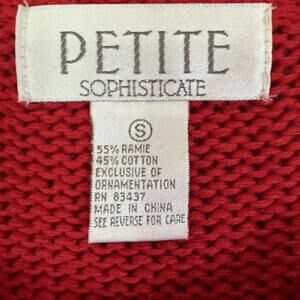 PETITE
SOPHISTICATE
S
55% RAMIE
45% COTTON
EXCLUSIVE OF
ORNAMENTATION
RN 83437
MADE IN CHINA
SEE REVERSE FOR CARE